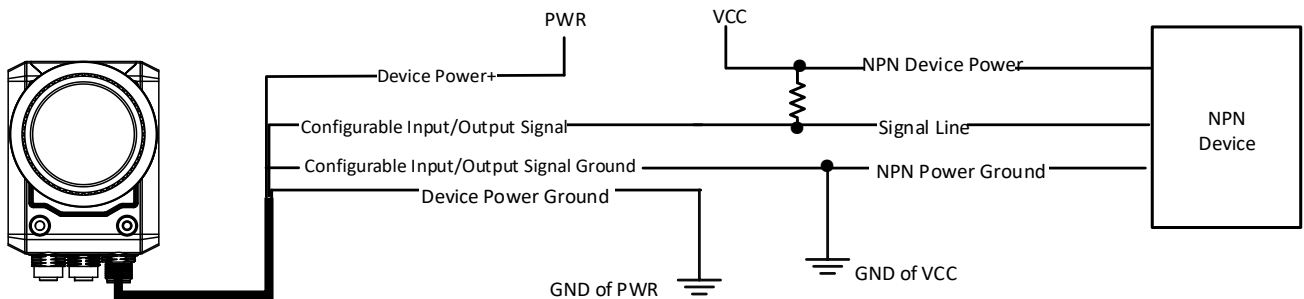 PWR
VCC
Device Power+
NPN Device Power
Configurable Input/Output Signal
Signal Line
NPN
Device
Configurable Input/Output Signal Ground
NPN Power Ground
Device Power Ground
GND of PWR
GND of VCC